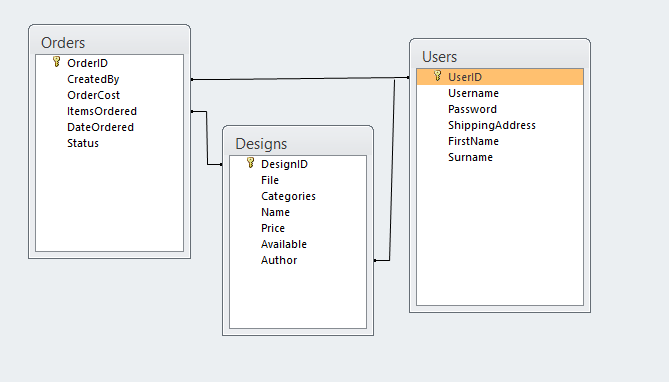 Orders
OrderID
CreatedBy
OrderCost
ItemsOrdered
DateOrdered
Status
Designs
DesignID
File
Categories
Name
Price
Available
Author
Users
UserID
Username
Password
ShippingAddress
FirstName
Surname